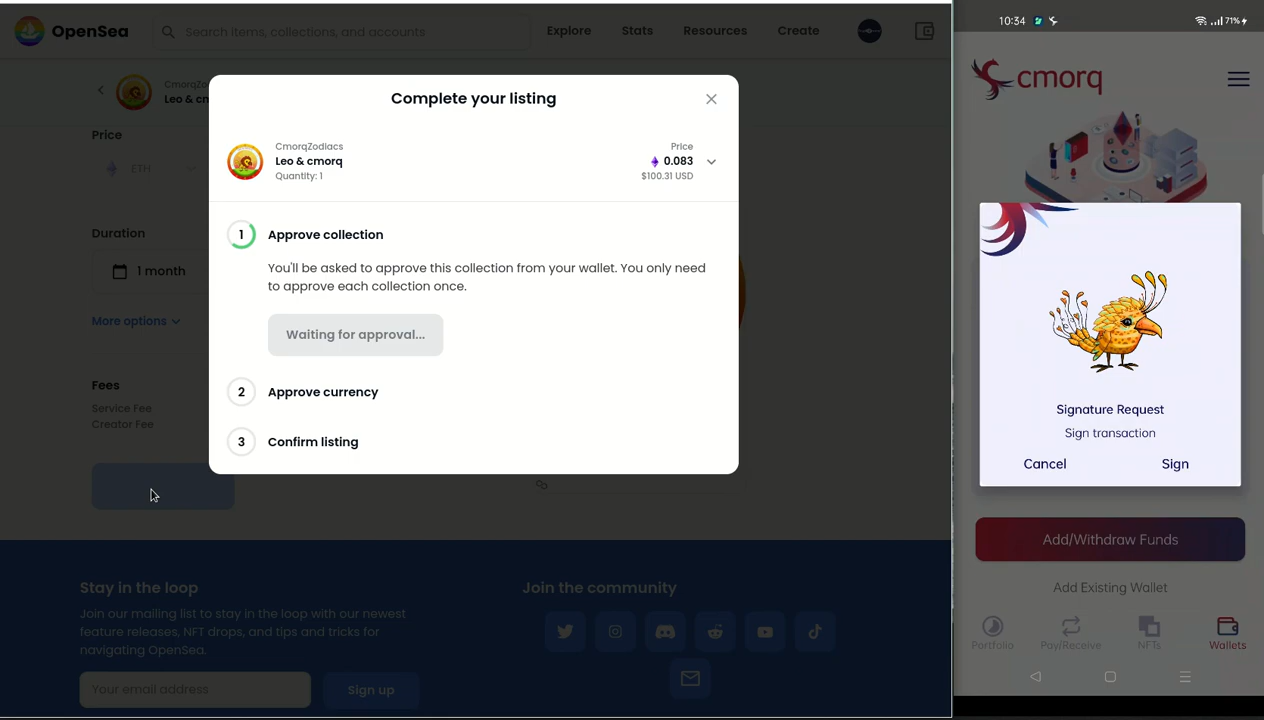 OpenSea
Search items, collections, and accounts
Explore
Stats
Resources
Create
CmorqZo
Leo & cm
Price
ETH
Duration
1 month
More options
Fees
Service Fee
Creator Fee
Complete your listing
CmorqZodiacs
Leo & cmorq
Quantity: 1
Price
0.083
$100.31 USD
1 Approve collection
You'll be asked to approve this collection from your wallet. You only need
to approve each collection once.
Waiting for approval...
2 Approve currency
3 Confirm listing
Stay in the loop
Join our mailing list to stay in the loop with our newest
feature releases, NFT drops, and tips and tricks for
navigating OpenSea.
Your email address
Sign up
Join the community
10:34
71%
cmorq
Signature Request
Sign transaction
Cancel
Sign
Add/Withdraw Funds
Add Existing Wallet
Portfolio
Pay/Receive
NFTs
Wallets